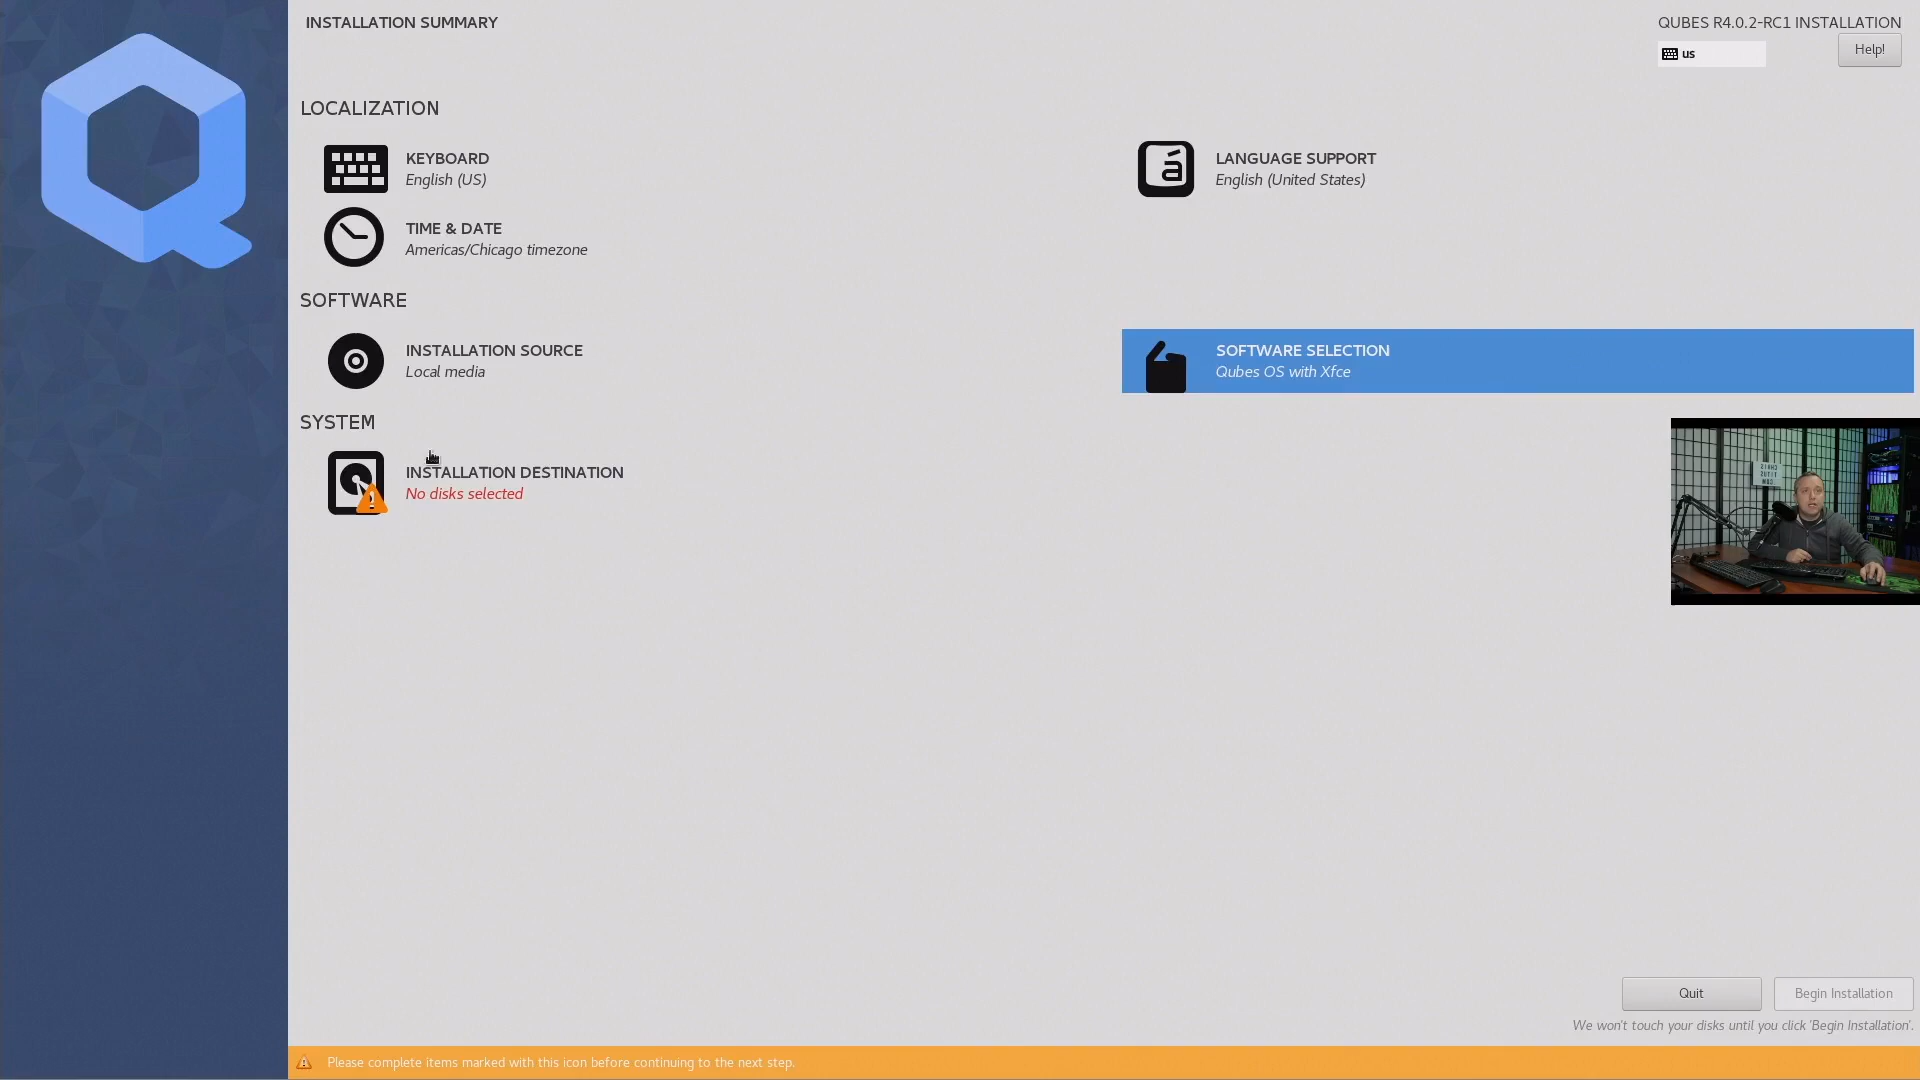 INSTALLATION SUMMARY
QUBES R4.0.2-RC1 INSTALLATION
us
Help!
LOCALIZATION
KEYBOARD
English (US)
LANGUAGE SUPPORT
English (United States)
TIME & DATE
Americas/Chicago timezone
SOFTWARE
INSTALLATION SOURCE
Local media
SOFTWARE SELECTION
Qubes OS with Xfce
SYSTEM
INSTALLATION DESTINATION
No disks selected
CHRIS
TITUS
COM
Quit
Begin Installation
We won't touch your disks until you click 'Begin Installation'.
Please complete items marked with this icon before continuing to the next step.